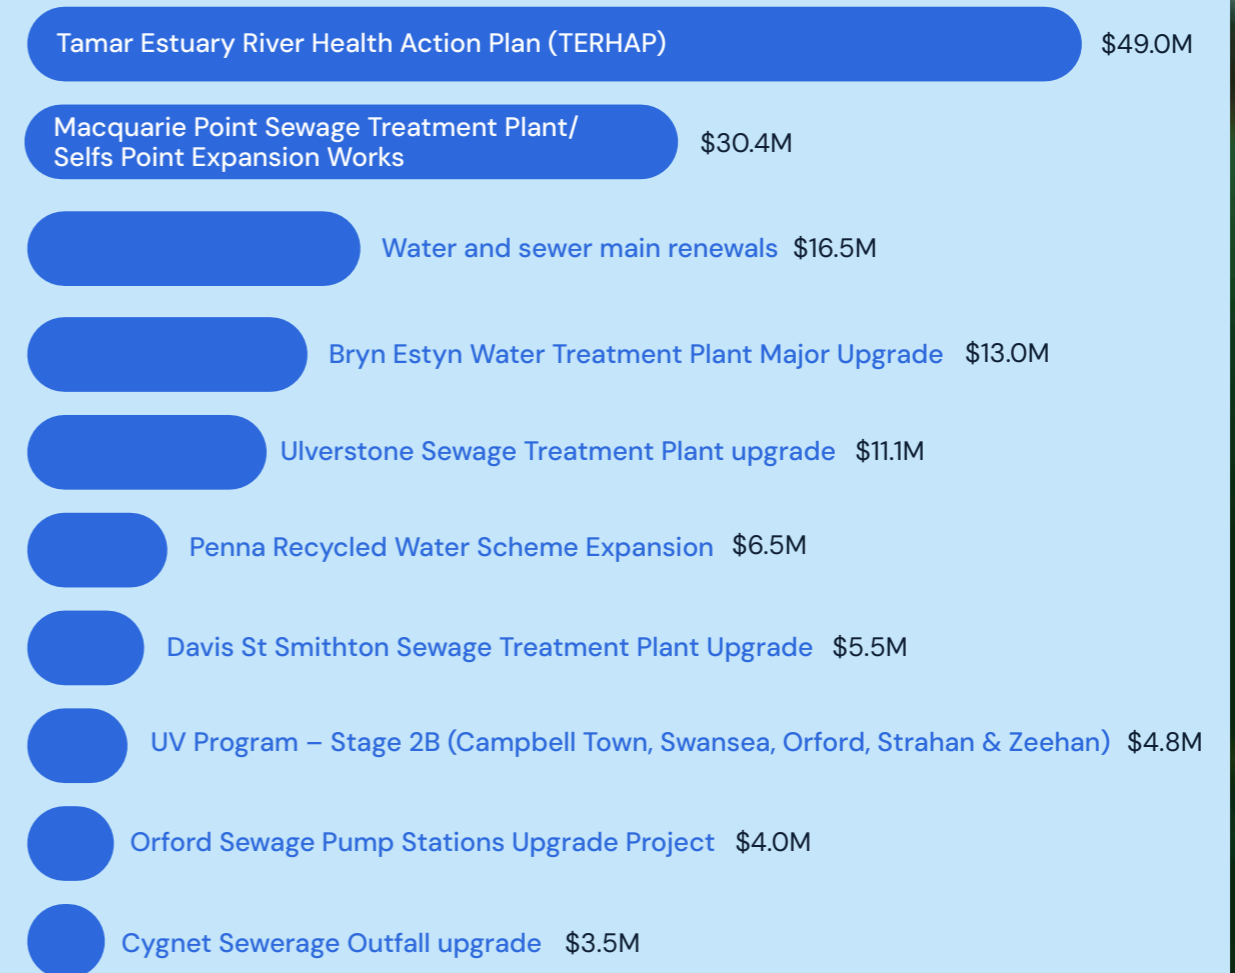 Tamar Estuary River Health Action Plan (TERHAP) $49.0M
Macquarie Point Sewage Treatment Plant/
Selfs Point Expansion Works $30.4M
Water and sewer main renewals $16.5M
Bryn Estyn Water Treatment Plant Major Upgrade $13.0M
Ulverstone Sewage Treatment Plant upgrade $11.1M
Penna Recycled Water Scheme Expansion $6.5M
Davis St Smithton Sewage Treatment Plant Upgrade $5.5M
UV Program – Stage 2B (Campbell Town, Swansea, Orford, Strahan & Zeehan) $4.8M
Orford Sewage Pump Stations Upgrade Project $4.0M
Cygnet Sewerage Outfall upgrade $3.5M